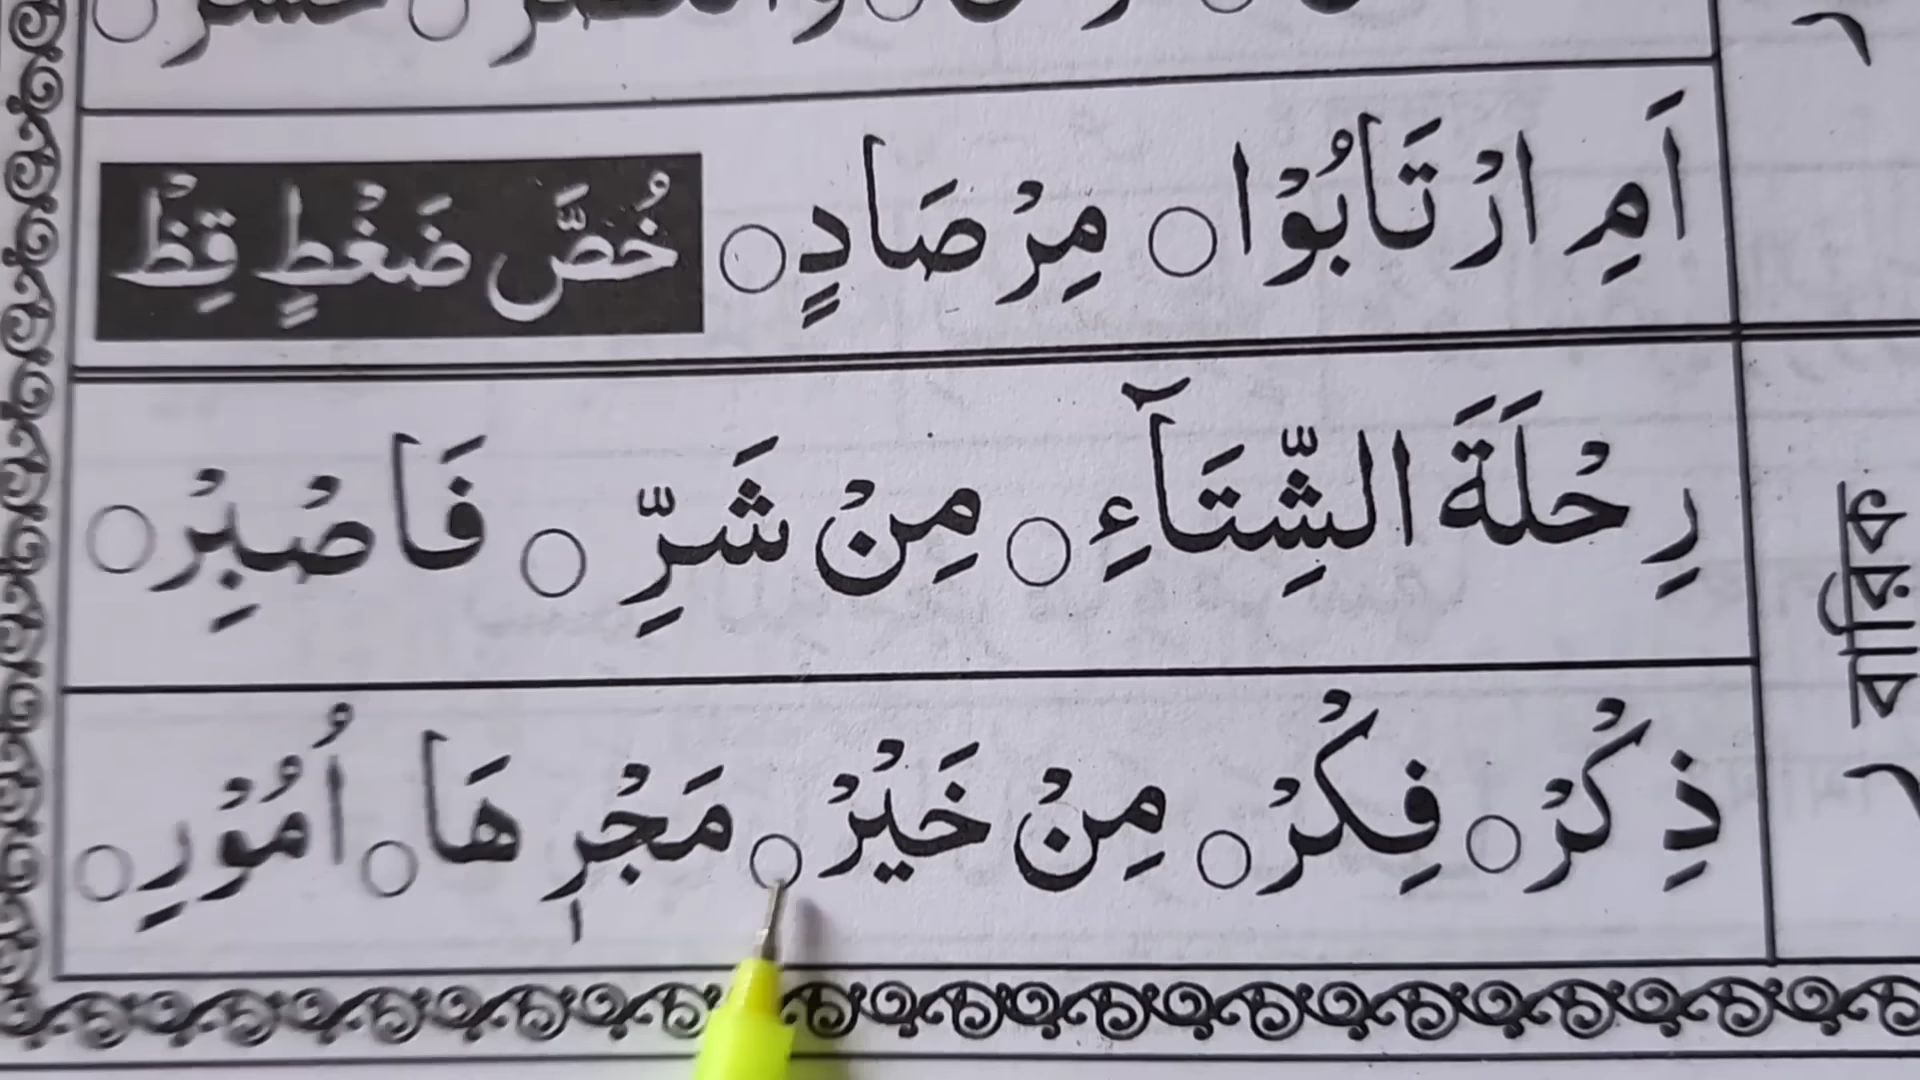 اَمِ ارْتَابُوْا ○ مِرْصَادٍ ○ خُصَّ ضَغْطٍ قِظْ
رِحْلَةَ الشِّتَآءِ ○ مِنْ شَرِّ ○ فَاصْبِرْ ○
ذِكْرْ ○ فِكْرْ ○ مِنْ خَيْرْ ○ مَجْرٖهَا ○ اُمُوْرِ ○
বারিক